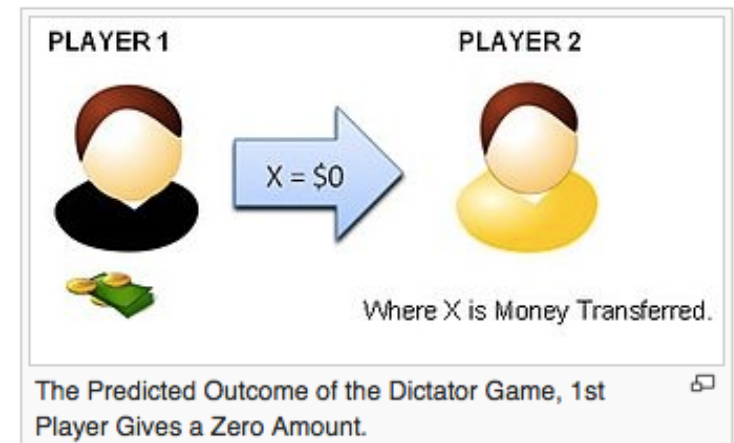 PLAYER 1
PLAYER 2
X = $0
Where X is Money Transferred.
The Predicted Outcome of the Dictator Game, 1st
Player Gives a Zero Amount.